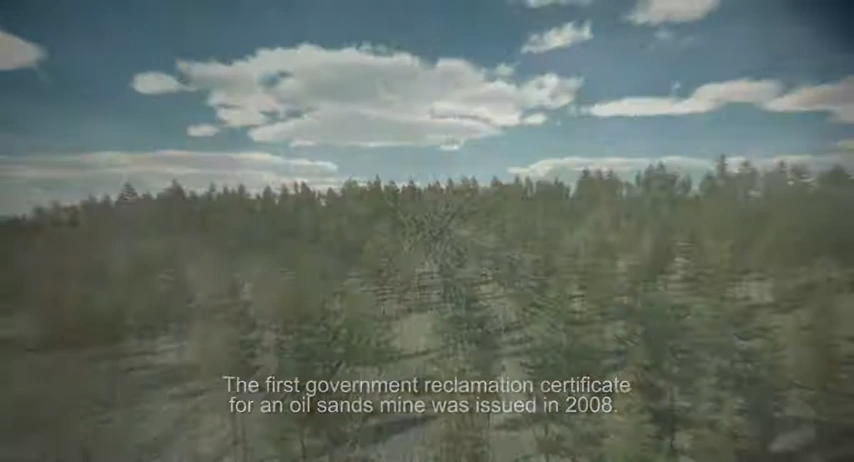 The first government reclamation certificate
for an oil sands mine was issued in 2008.